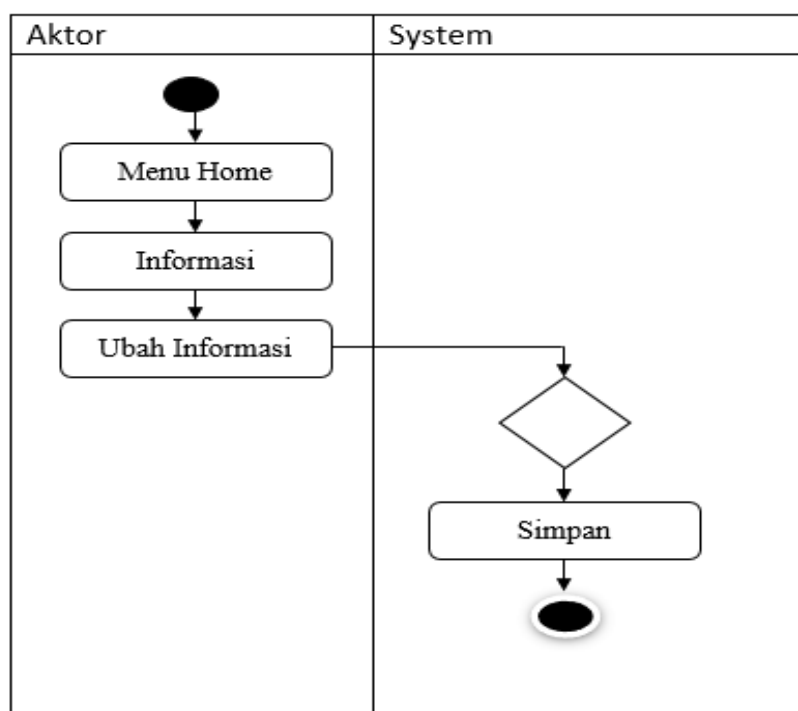 Aktor
System
Menu Home
Informasi
Ubah Informasi
Simpan